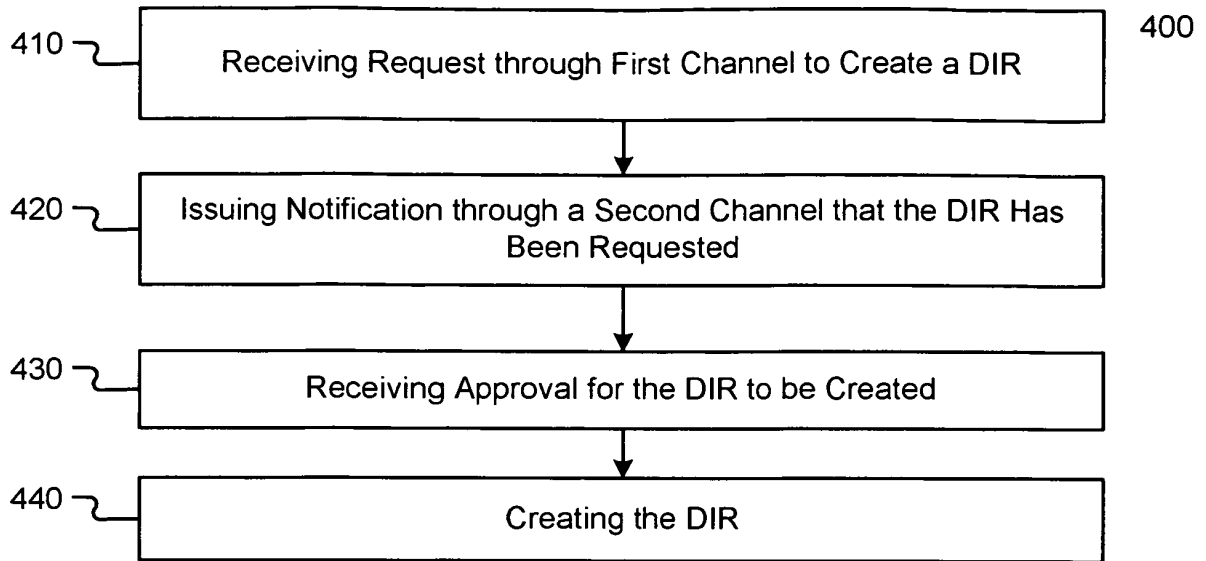 400
410
Receiving Request through First Channel to Create a DIR
420
Issuing Notification through a Second Channel that the DIR Has
Been Requested
430
Receiving Approval for the DIR to be Created
440
Creating the DIR